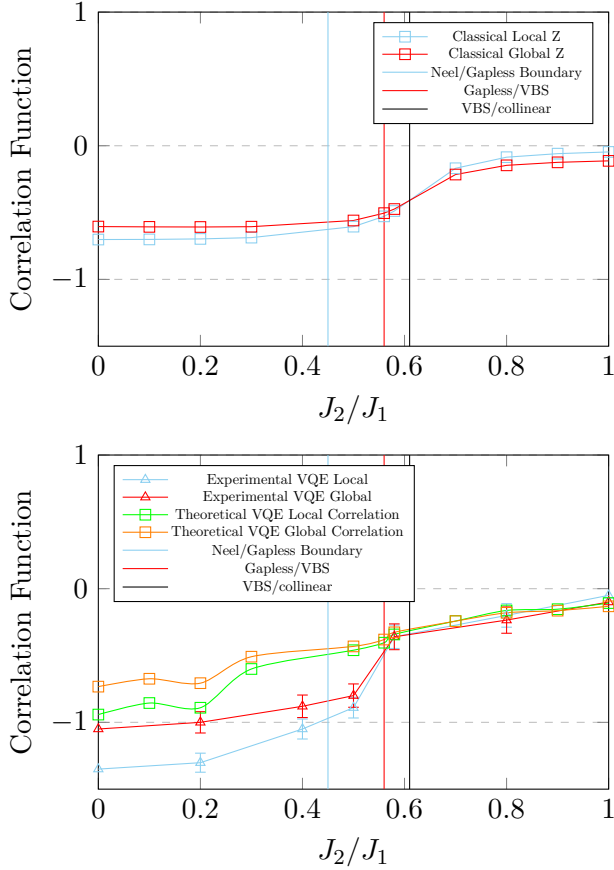 1
Classical Local Z
Classical Global Z
Neel/Gapless Boundary
Gapless/VBS
VBS/collinear
0
−1
Correlation Function
0 0.2 0.4 0.6 0.8 1
J₂/J₁
1
Experimental VQE Local
Experimental VQE Global
Theoretical VQE Local Correlation
Theoretical VQE Global Correlation
Neel/Gapless Boundary
Gapless/VBS
VBS/collinear
0
−1
Correlation Function
0 0.2 0.4 0.6 0.8 1
J₂/J₁